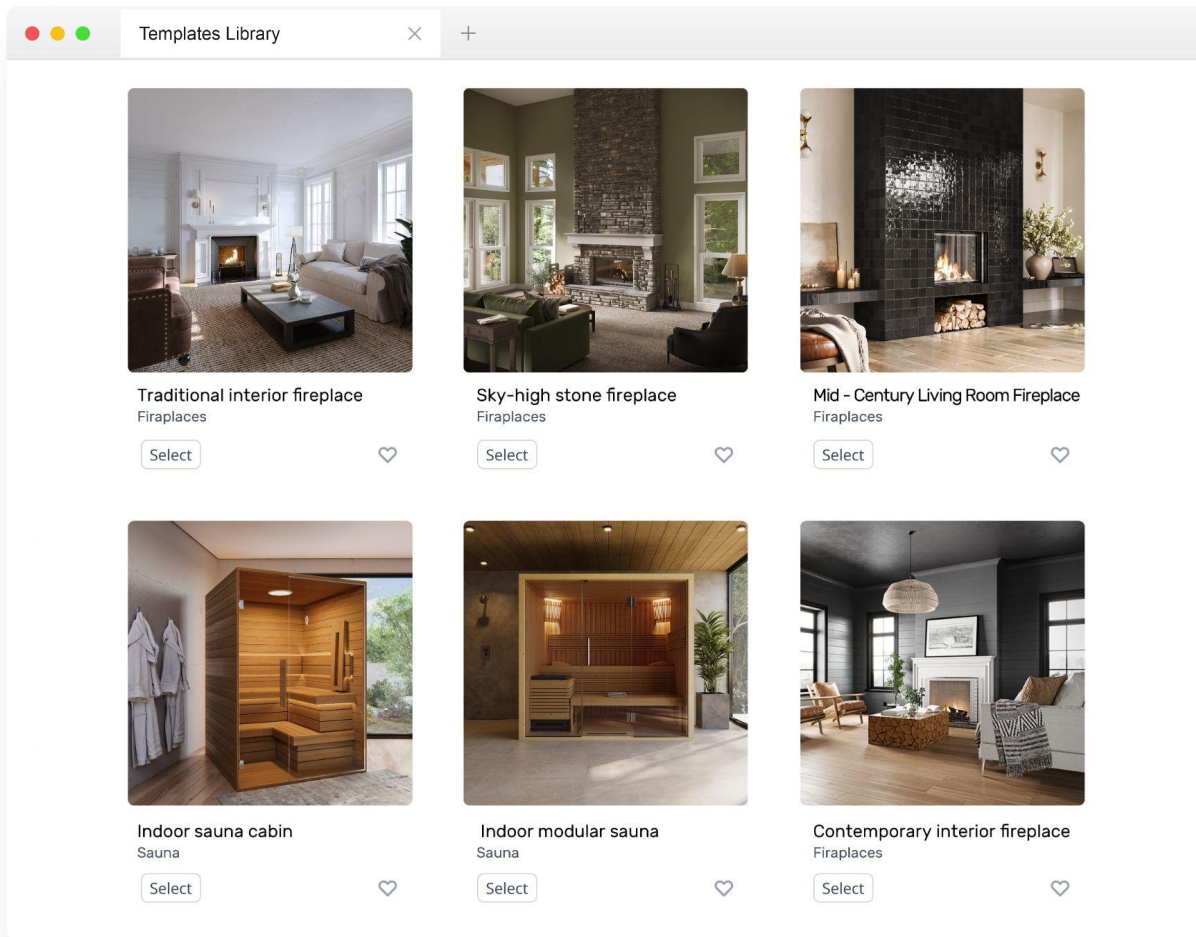 Templates Library
Traditional interior fireplace
Firaplaces
Select
Sky-high stone fireplace
Firaplaces
Select
Mid - Century Living Room Fireplace
Firaplaces
Select
Indoor sauna cabin
Sauna
Select
Indoor modular sauna
Sauna
Select
Contemporary interior fireplace
Firaplaces
Select